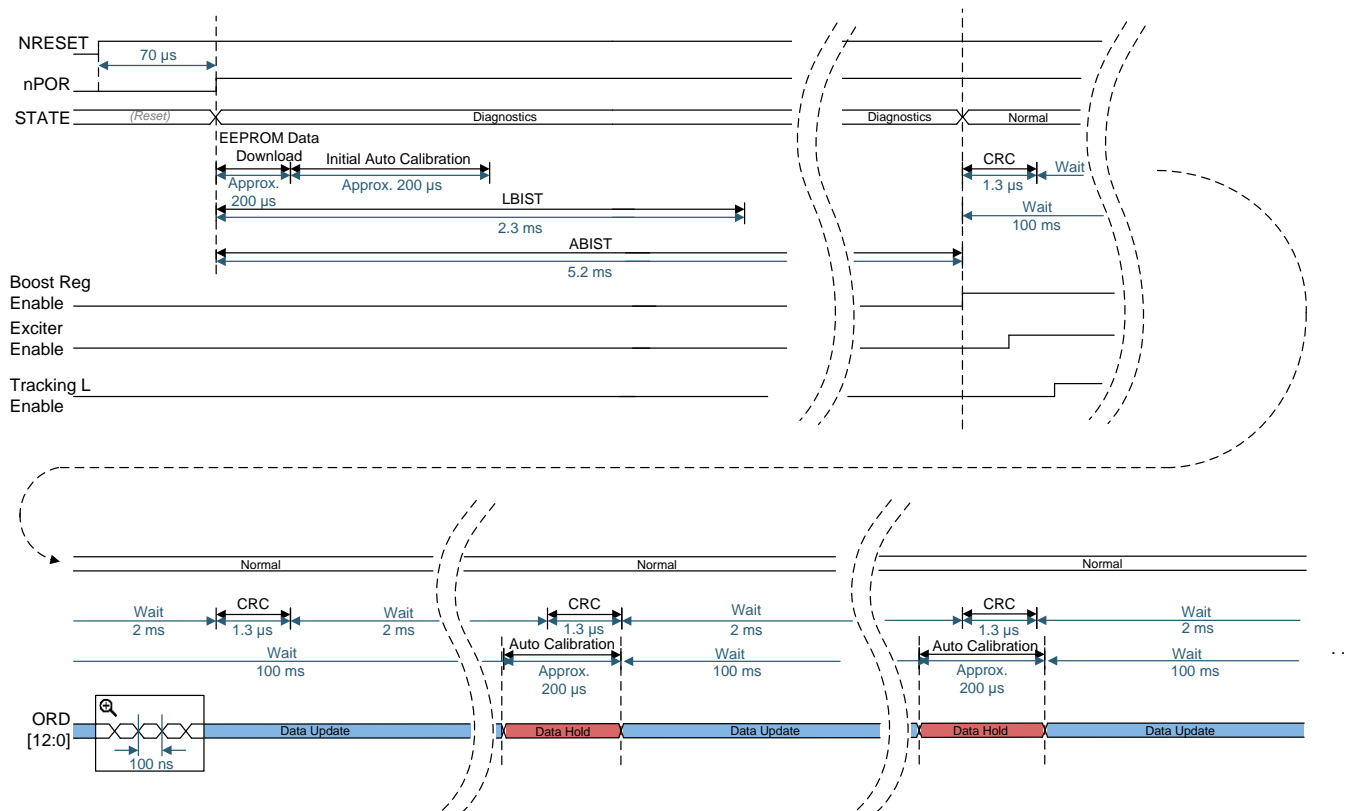 NRESET
70 µs
nPOR
STATE
(Reset)
Diagnostics
Diagnostics
Normal
EEPROM Data
Download
Initial Auto Calibration
CRC
Wait
Approx.
200 µs
Approx. 200 µs
1.3 µs
LBIST
2.3 ms
Wait
100 ms
ABIST
5.2 ms
Boost Reg
Enable
Exciter
Enable
Tracking L
Enable
Normal
Normal
Normal
Wait
2 ms
CRC
1.3 µs
Wait
2 ms
CRC
1.3 µs
Wait
2 ms
CRC
1.3 µs
Wait
2 ms
Wait
100 ms
Auto Calibration
Approx.
200 µs
Wait
100 ms
Auto Calibration
Approx.
200 µs
Wait
100 ms
. .
ORD
[12:0]
100 ns
Data Update
Data Hold
Data Update
Data Hold
Data Update